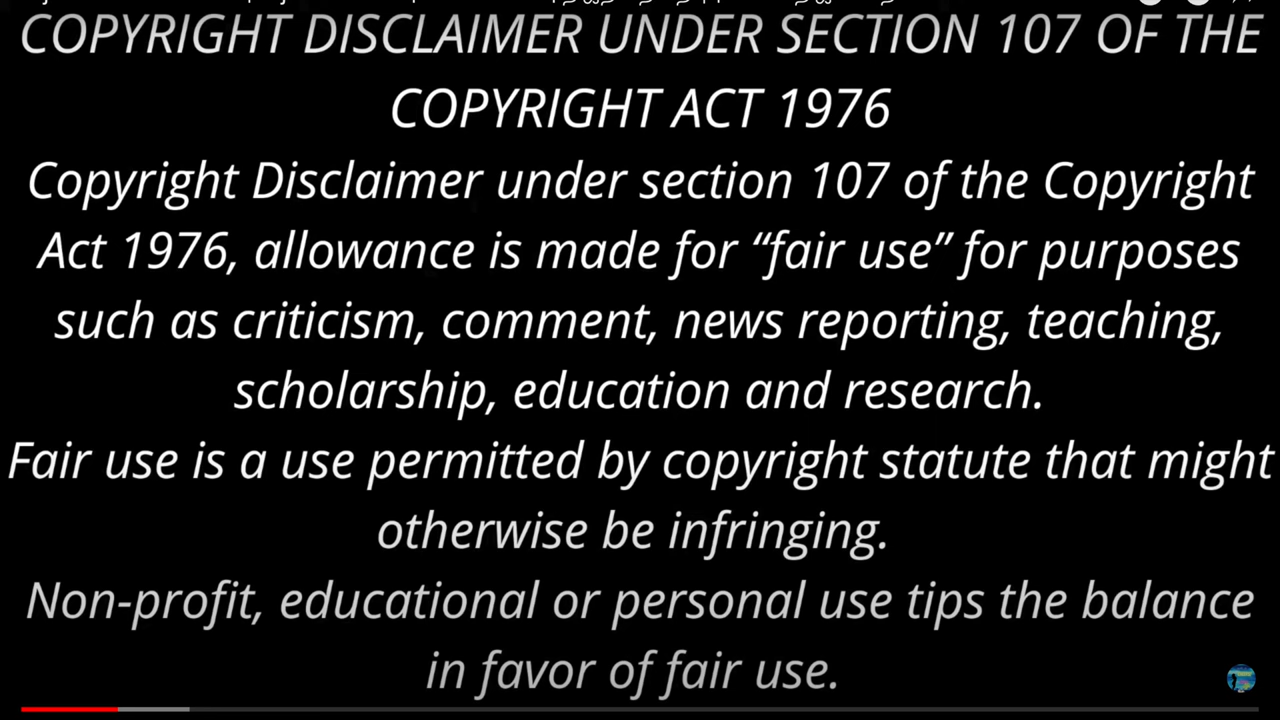 COPYRIGHT DISCLAIMER UNDER SECTION 107 OF THE
COPYRIGHT ACT 1976
Copyright Disclaimer under section 107 of the Copyright
Act 1976, allowance is made for “fair use” for purposes
such as criticism, comment, news reporting, teaching,
scholarship, education and research.
Fair use is a use permitted by copyright statute that might
otherwise be infringing.
Non-profit, educational or personal use tips the balance
in favor of fair use.